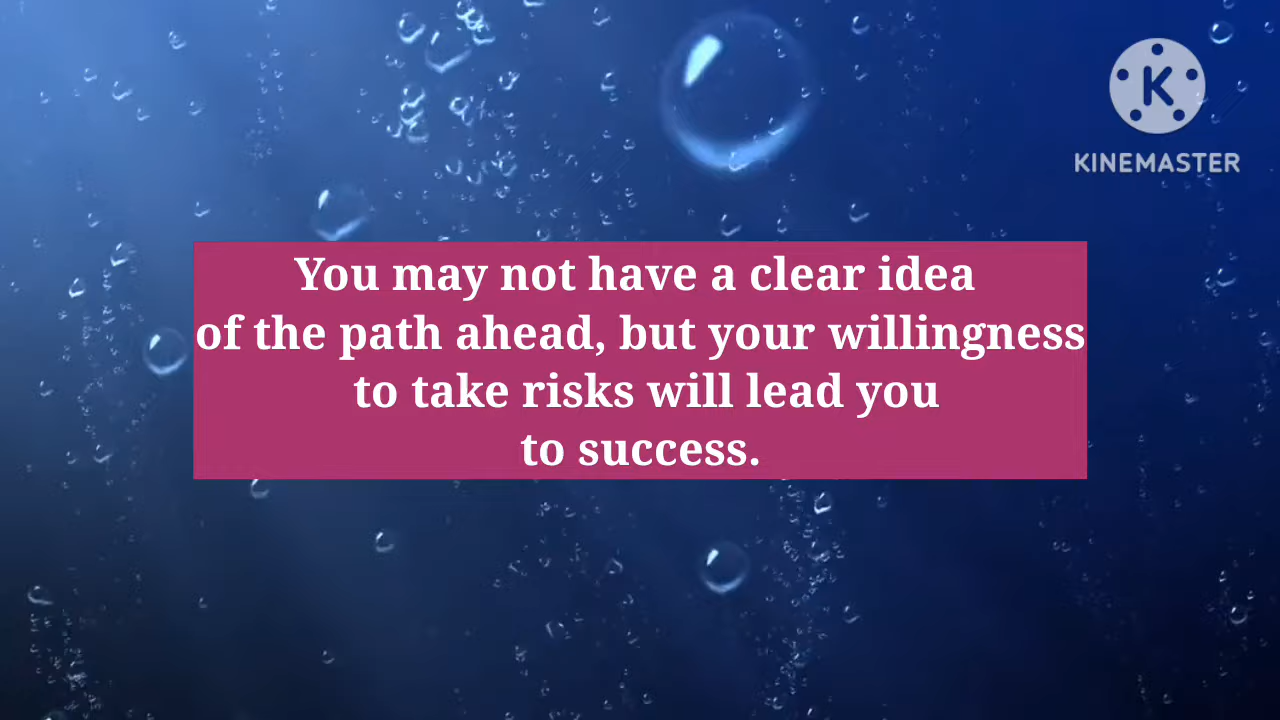 K
KINEMASTER
You may not have a clear idea
of the path ahead, but your willingness
to take risks will lead you
to success.